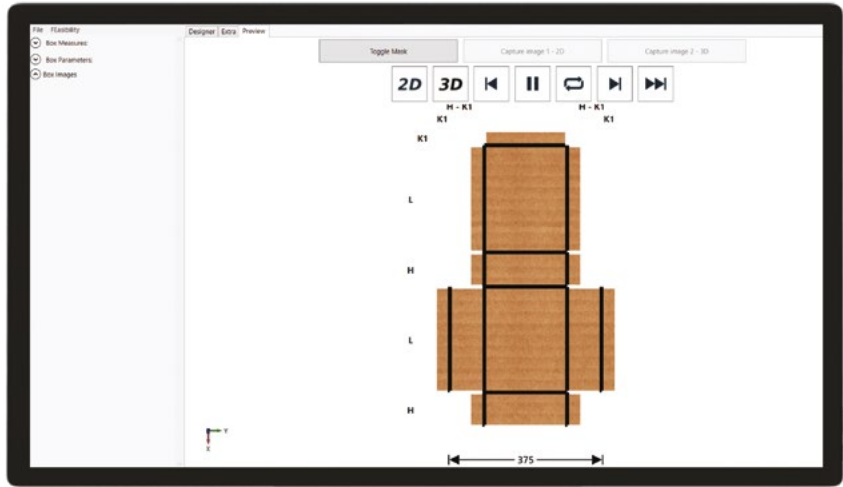 File FEasibility
Designer Extra Preview
Box Measures:
Box Parameters:
Box Images
Toggle Mask
Capture image 1 - 2D
Capture image 2 - 3D
2D 3D
H - K1 H - K1
K1 K1
K1
L
H
L
H
Y
X
375